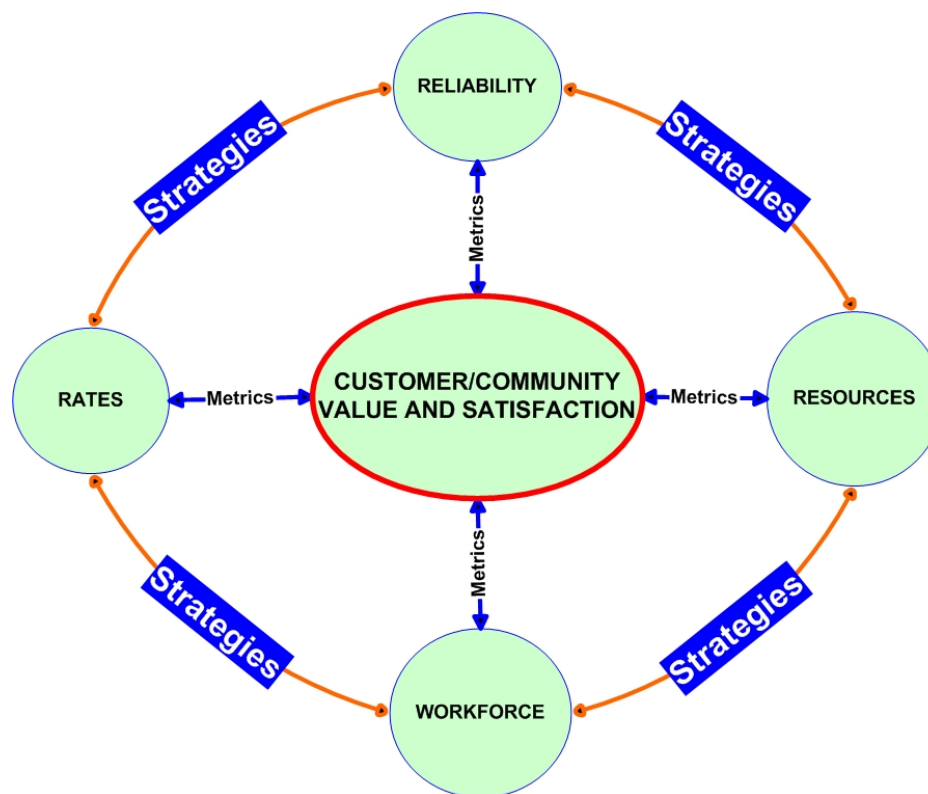 RELIABILITY
Strategies
Strategies
Metrics
RATES
Metrics
CUSTOMER/COMMUNITY
VALUE AND SATISFACTION
Metrics
RESOURCES
Metrics
Strategies
Strategies
WORKFORCE